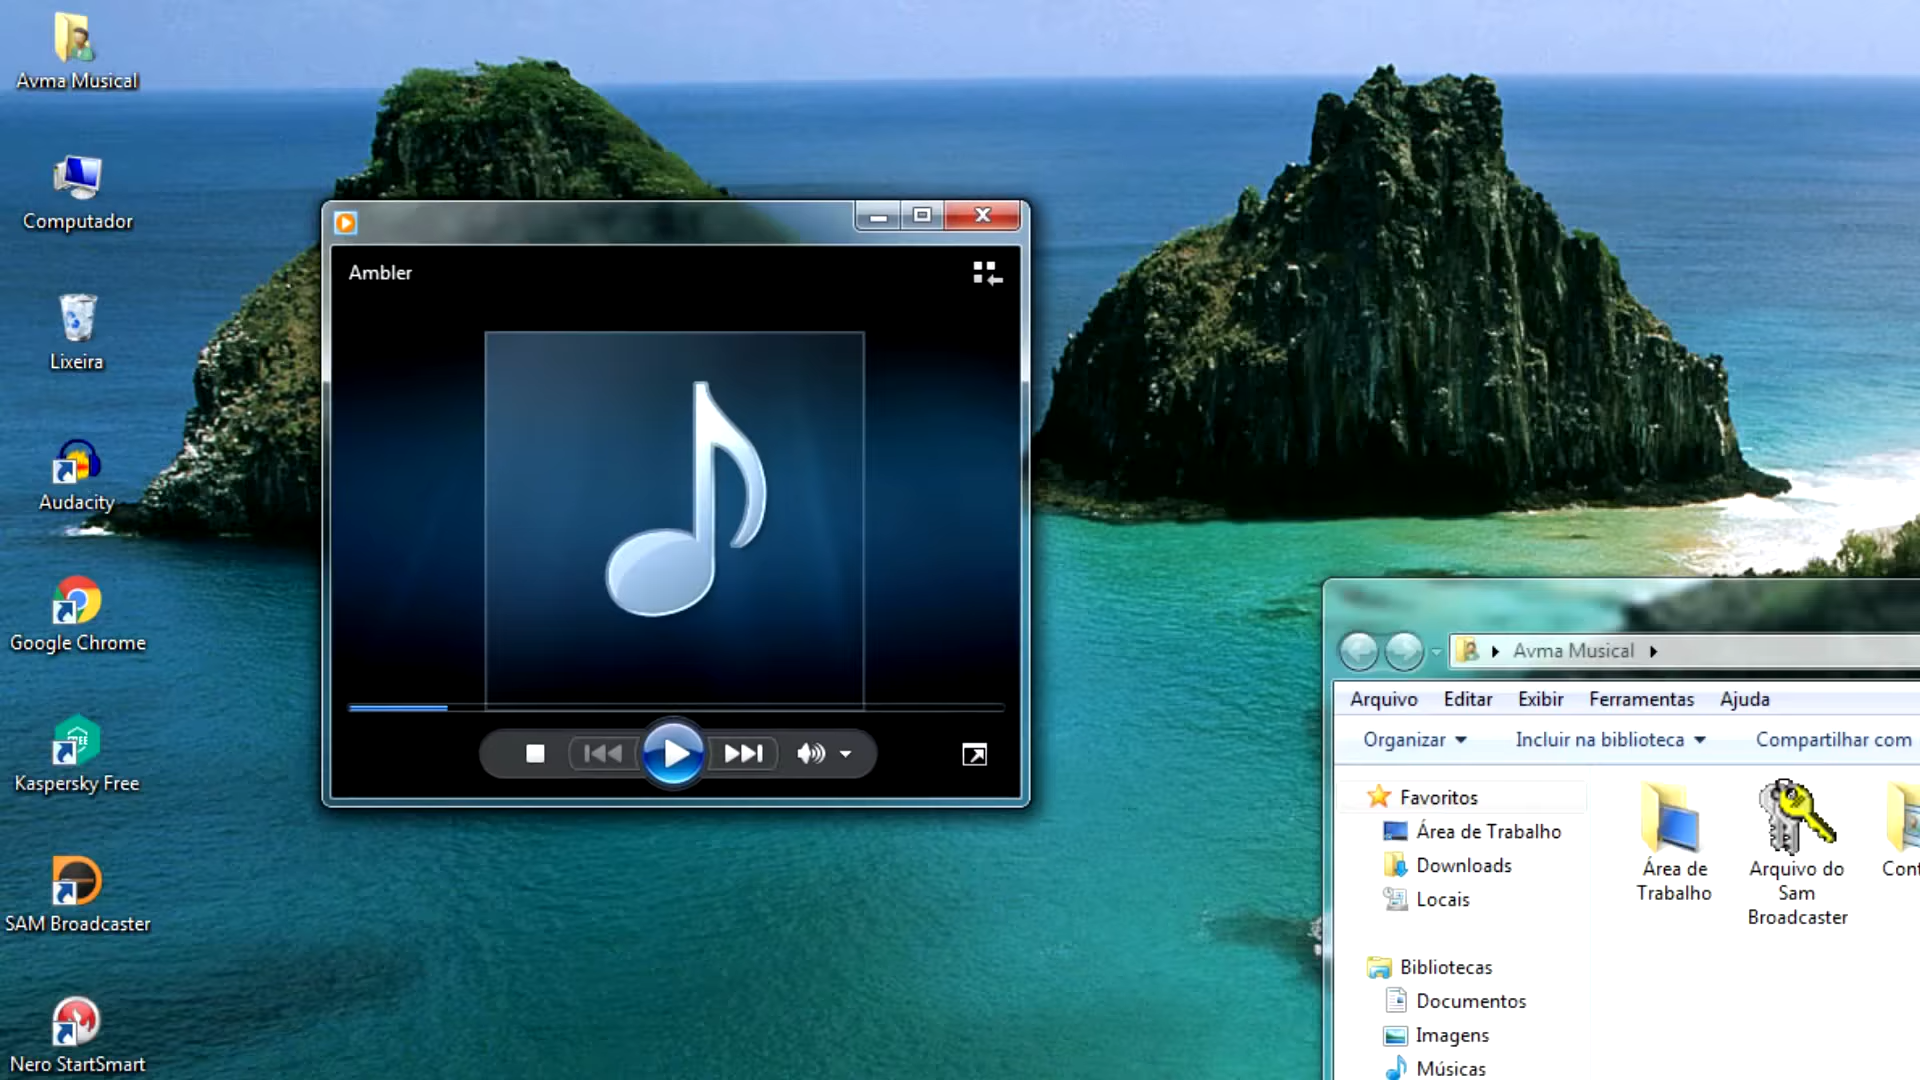 Avma Musical
Computador
Lixeira
Audacity
Google Chrome
Kaspersky Free
SAM Broadcaster
Nero StartSmart
Ambler
Avma Musical
Arquivo Editar Exibir Ferramentas Ajuda
Organizar Incluir na biblioteca Compartilhar com
Favoritos
Área de Trabalho
Downloads
Locais
Bibliotecas
Documentos
Imagens
Músicas
Área de
Trabalho
Arquivo do
Sam
Broadcaster